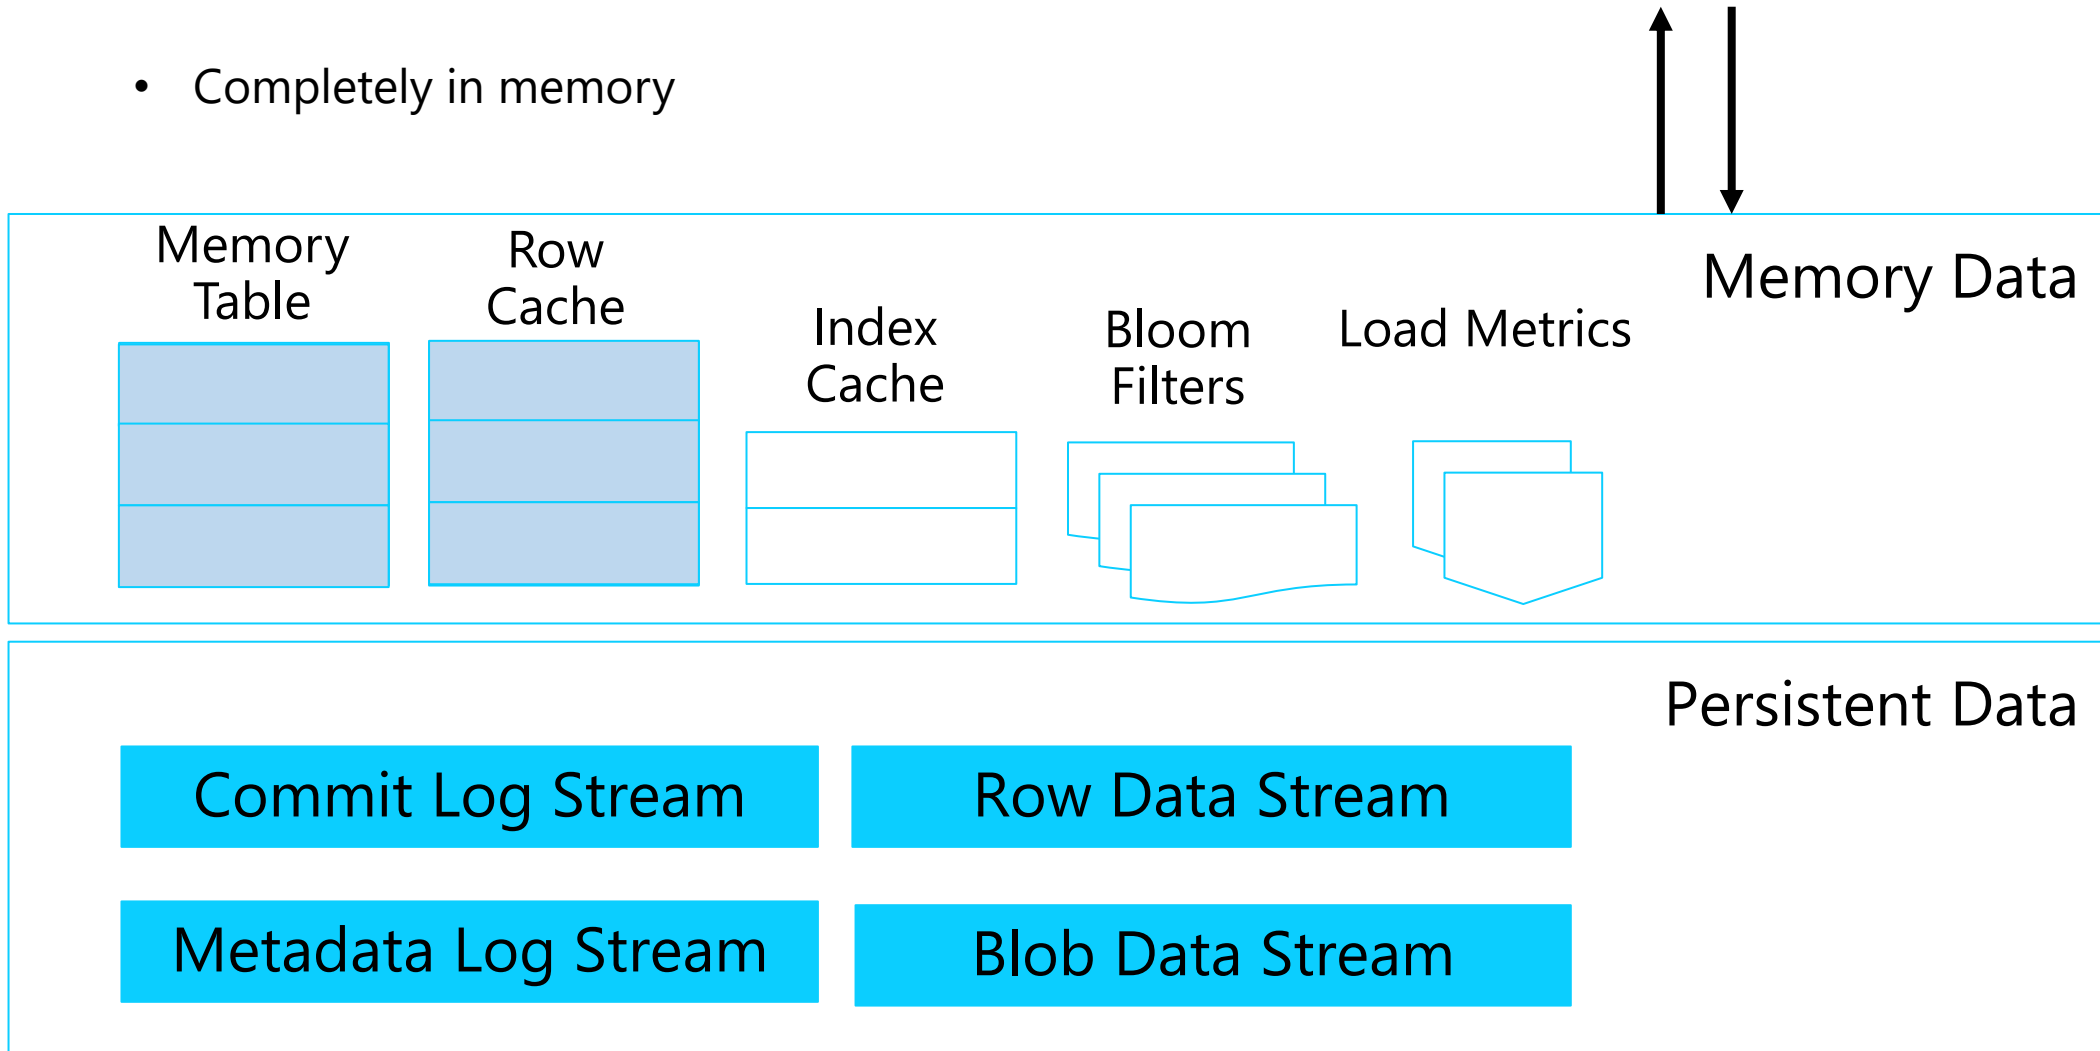 • Completely in memory
Memory
Table
Row
Cache
Index
Cache
Bloom
Filters
Load Metrics
Memory Data
Persistent Data
Commit Log Stream
Row Data Stream
Metadata Log Stream
Blob Data Stream